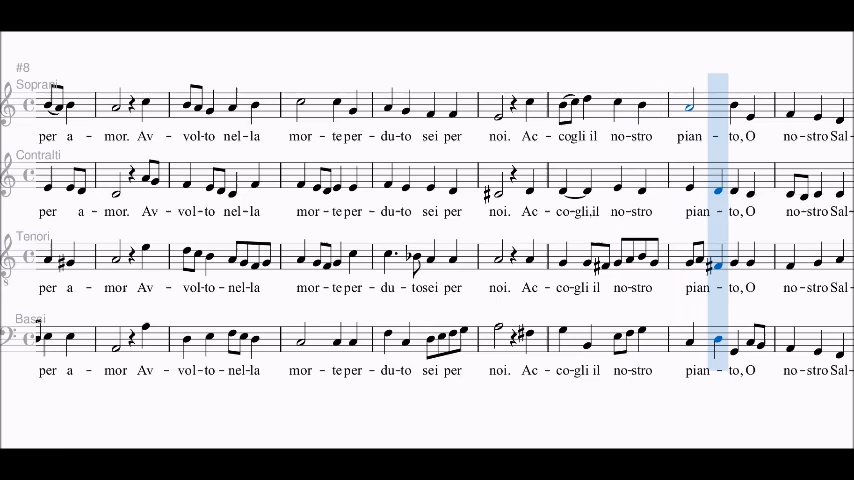 #8
Soprani
per a- mor. Av- vol-to nel-la mor-te per- du-to sei per noi. Ac- cogli il no-stro pian-to, O no-stro Sal-
Contralti
per a- mor. Av- vol-to nel-la mor-te per- du-to sei per noi. Ac- co-gli,il nostro pian-to, O no-stro Sal-
Tenori
per a- mor Av- vol-to-nel-la mor-te per- du-tosei per noi. Ac- co-gli il no-stro pian-to, O no-stro Sal-
Bassi
per a- mor Av- vol-to-nel-la mor-te per- du-to sei per noi. Ac- co-gli il no-stro pian-to, O no-stro Sal-